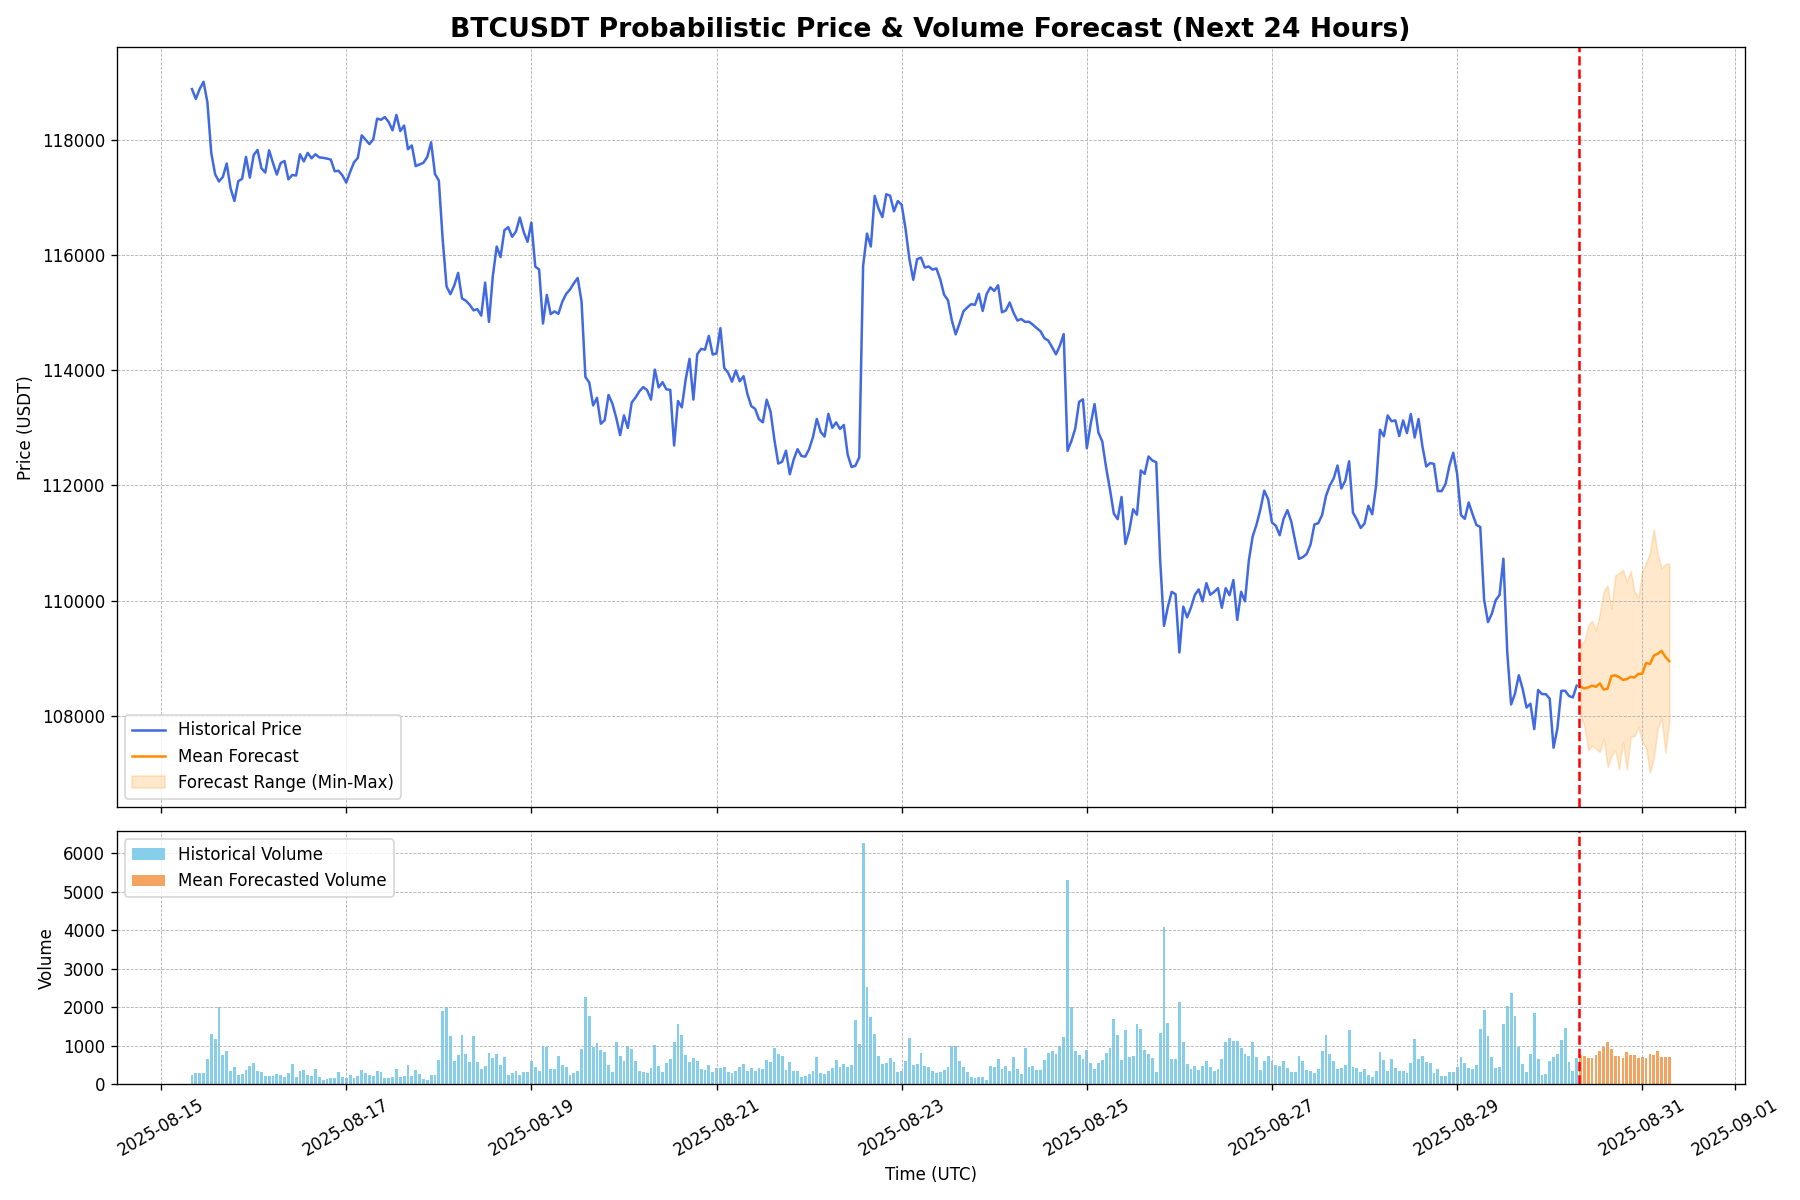 BTCUSDT Probabilistic Price & Volume Forecast (Next 24 Hours)
Price (USDT)
118000
116000
114000
112000
110000
108000
Historical Price
Mean Forecast
Forecast Range (Min-Max)
Volume
6000
5000
4000
3000
2000
1000
0
Historical Volume
Mean Forecasted Volume
2025-08-15
2025-08-17
2025-08-19
2025-08-21
2025-08-23
2025-08-25
2025-08-27
2025-08-29
2025-08-31
2025-09-01
Time (UTC)